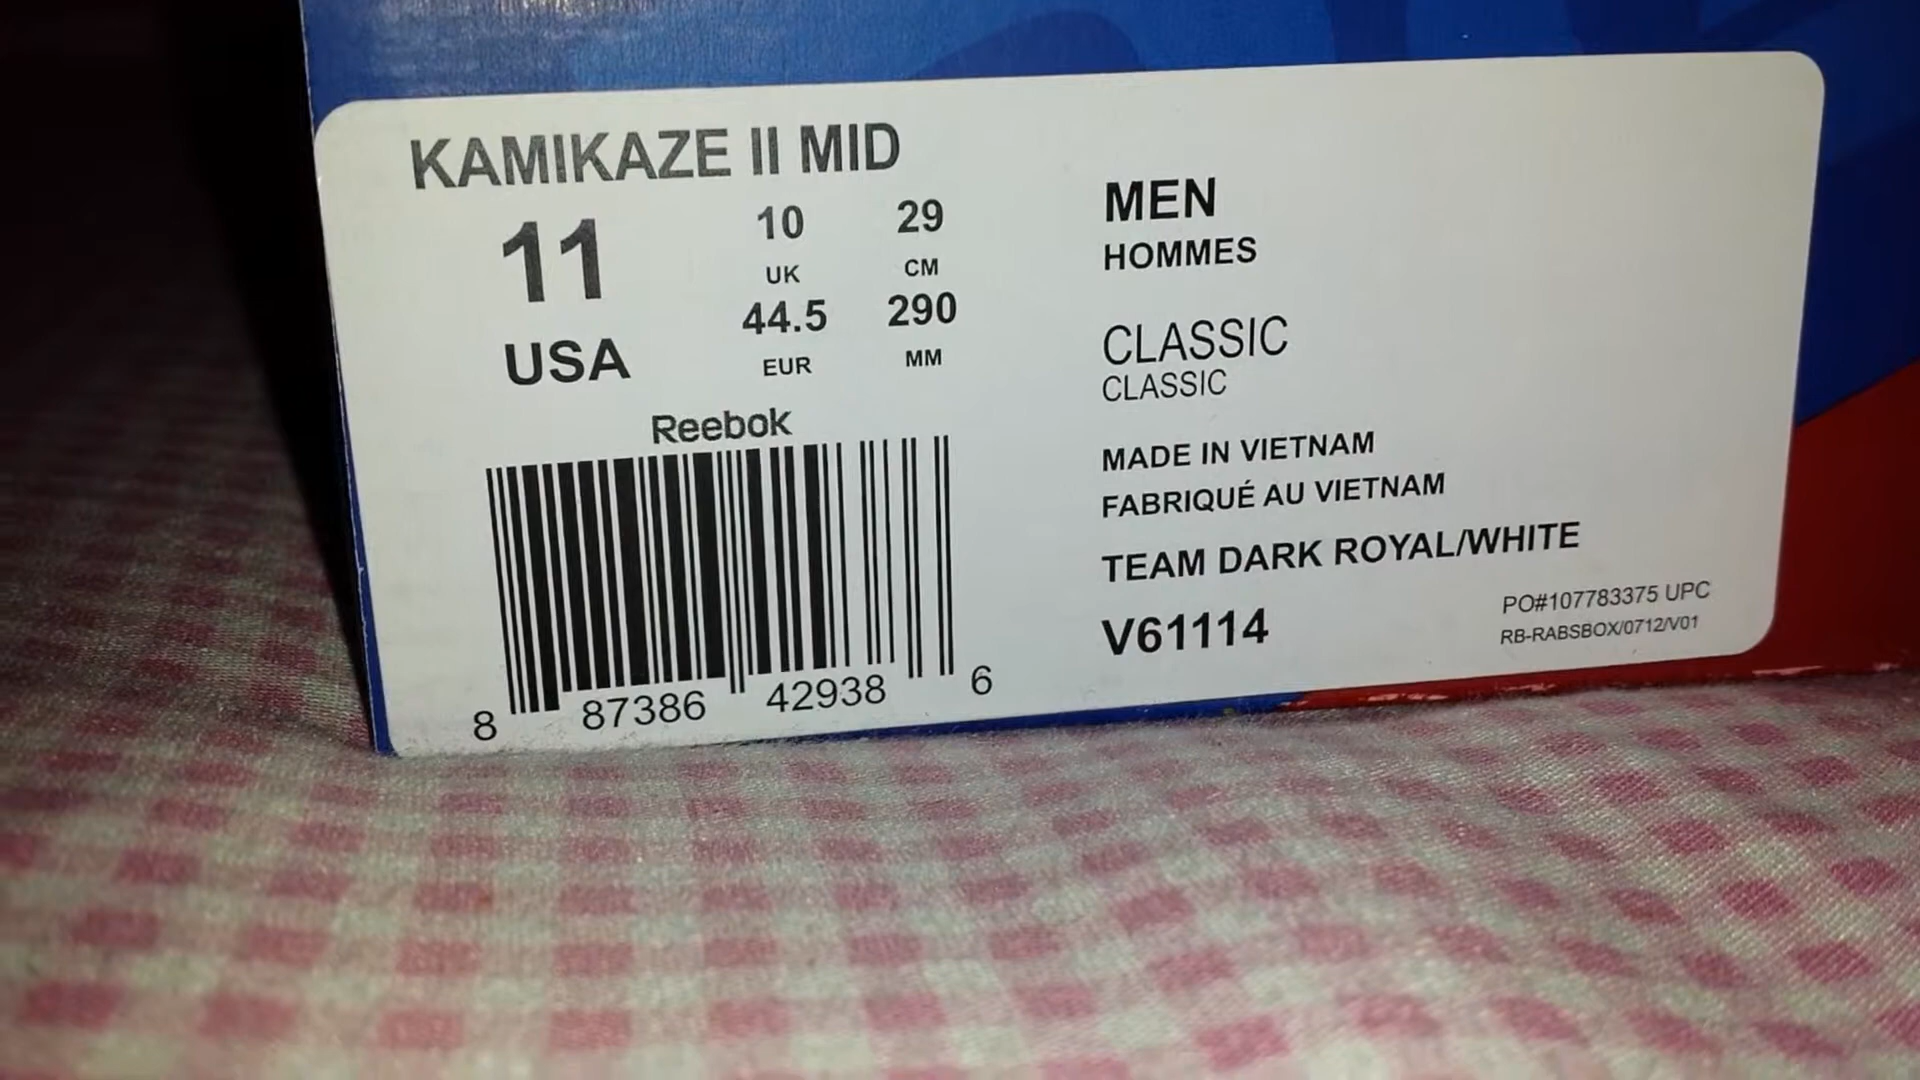 KAMIKAZE II MID
11
USA
10
UK
29
CM
44.5
EUR
290
MM
Reebok
8 87386 42938 6
MEN
HOMMES
CLASSIC
CLASSIC
MADE IN VIETNAM
FABRIQUÉ AU VIETNAM
TEAM DARK ROYAL/WHITE
V61114
PO#107783375 UPC
RB-RABSBOX/0712/V01